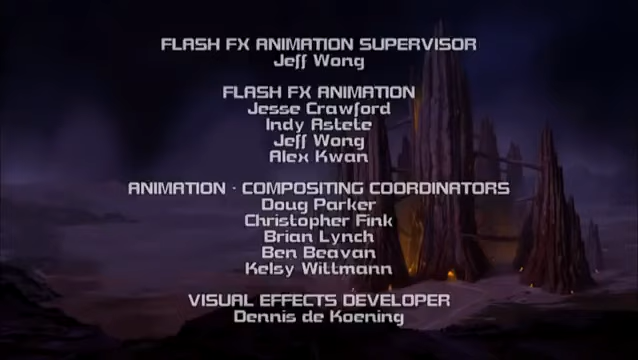 FLASH FX ANIMATION SUPERVISOR
Jeff Wong
FLASH FX ANIMATION
Jesse Crawford
Indy Astete
Jeff Wong
Alex Kwan
ANIMATION - COMPOSITING COORDINATORS
Doug Parker
Christopher Fink
Brian Lynch
Ben Beavan
Kelsy Wittmann
VISUAL EFFECTS DEVELOPER
Dennis de Koening